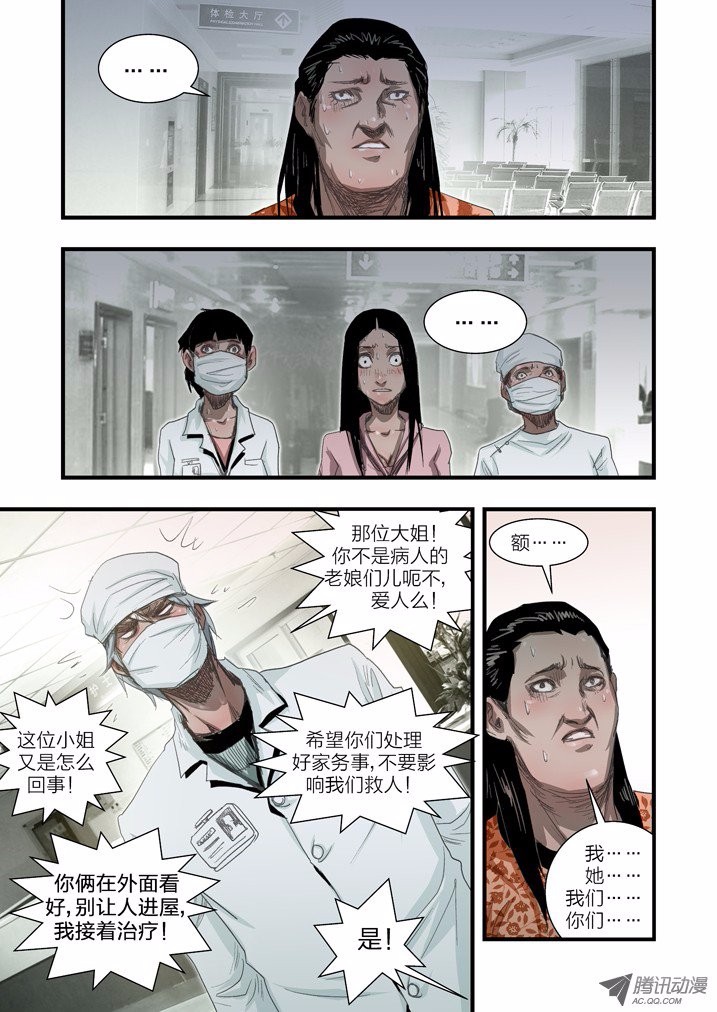 体检大厅
PHYSICAL EXAMINATION HALL
… …
… …
那位大姐！
你不是病人的
老娘们儿呃不，
爱人么！
这位小姐
又是怎么
回事！
希望你们处理
好家务事，不要影
响我们救人！
你俩在外面看
好，别让人进屋，
我接着治疗！
是！
额… …
我… …
她… …
我们… …
你们… …
腾讯动漫
AC.QQ.COM